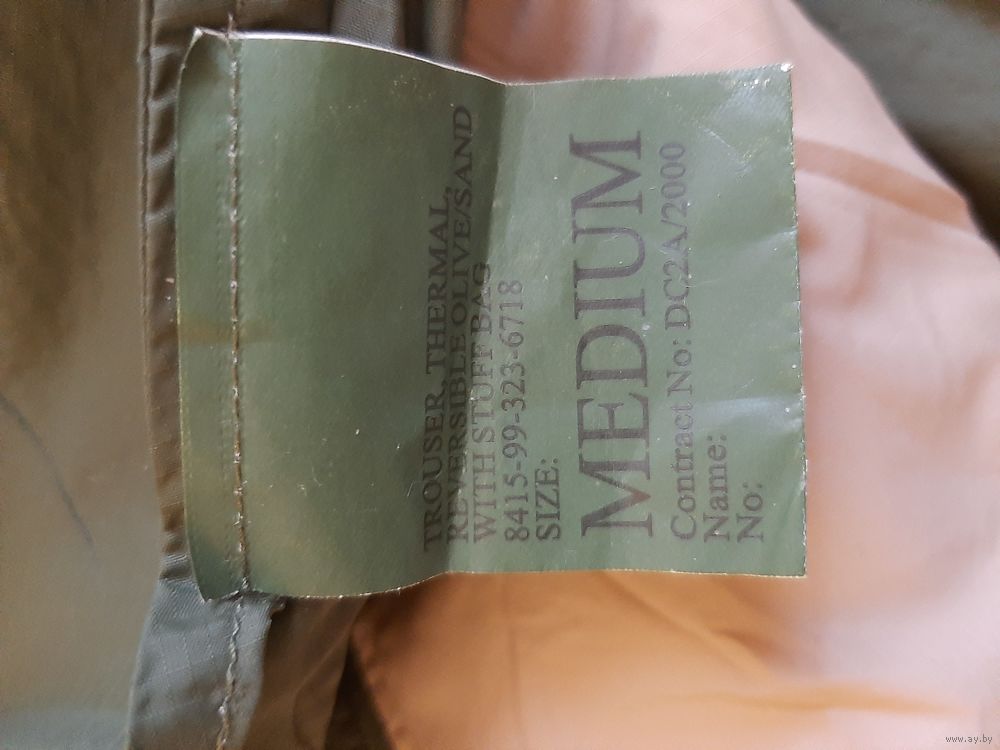 TROUSER, THERMAL,
REVERSIBLE OLIVE/SAND
WITH STUFF BAG
8415-99-323-6718
SIZE:
MEDIUM
Contract No: DC2A/2000
Name:
No:
www.ay.by